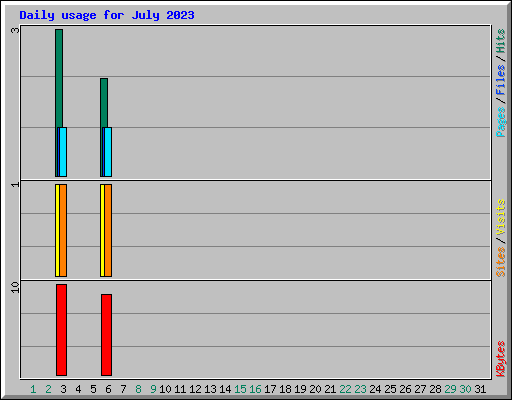 Daily usage for July 2023
3
1
10
Pages / Files / Hits
Sites / Visits
KBytes
1 2 3 4 5 6 7 8 9 10 11 12 13 14 15 16 17 18 19 20 21 22 23 24 25 26 27 28 29 30 31